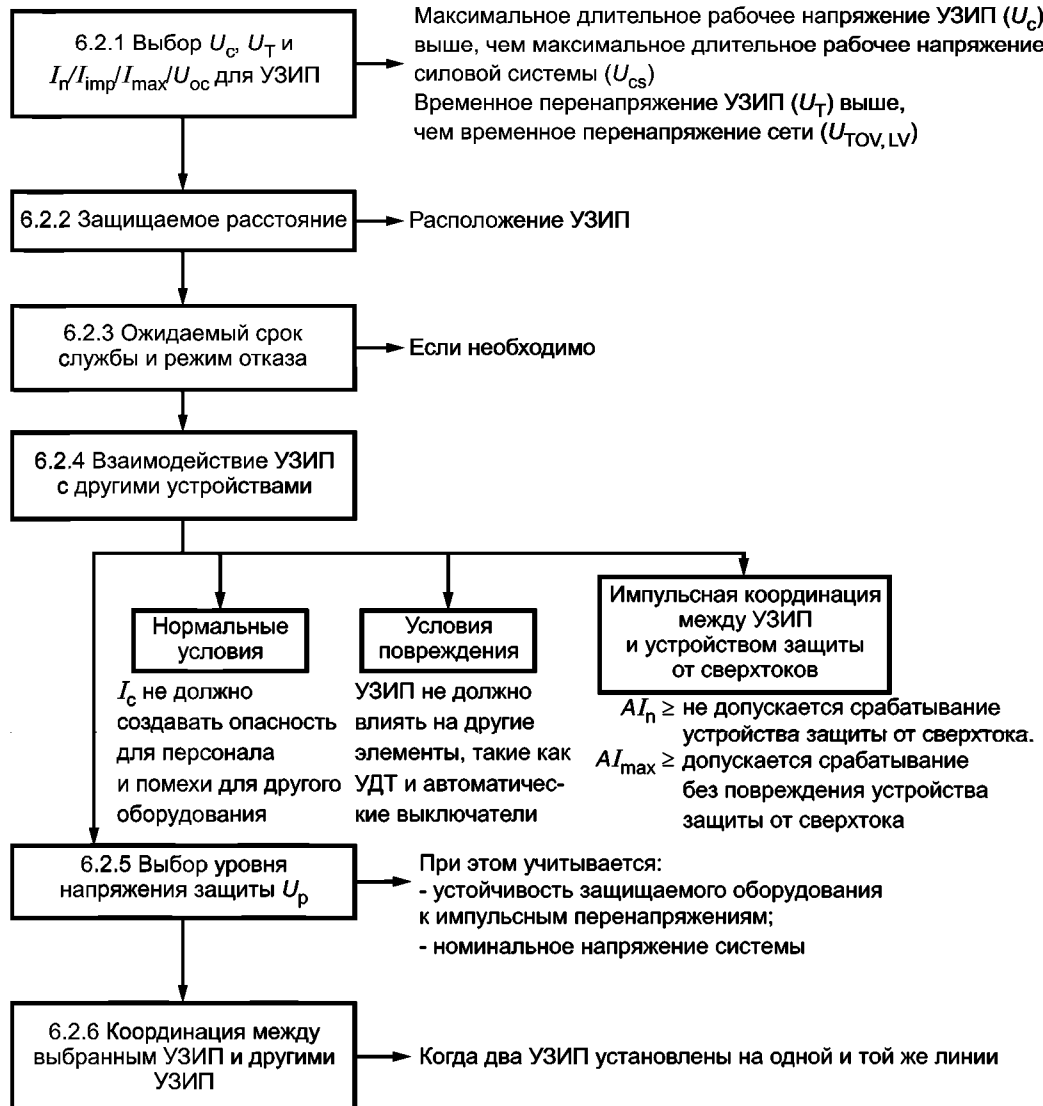 6.2.1 Выбор Uc, UT и
In/Iimp/Imax/Uoc для УЗИП
Максимальное длительное рабочее напряжение УЗИП (Uc)
выше, чем максимальное длительное рабочее напряжение
силовой системы (Ucs)
Временное перенапряжение УЗИП (UT) выше,
чем временное перенапряжение сети (UTOV, LV)
6.2.2 Защищаемое расстояние
Расположение УЗИП
6.2.3 Ожидаемый срок
службы и режим отказа
Если необходимо
6.2.4 Взаимодействие УЗИП
с другими устройствами
Нормальные
условия
Ic не должно
создавать опасность
для персонала
и помехи для другого
оборудования
Условия
повреждения
УЗИП не должно
влиять на другие
элементы, такие как
УДТ и автоматичес-
кие выключатели
Импульсная координация
между УЗИП
и устройством защиты
от сверхтоков
AIn ≥ не допускается срабатывание
устройства защиты от сверхтока.
AImax ≥ допускается срабатывание
без повреждения устройства
защиты от сверхтока
6.2.5 Выбор уровня
напряжения защиты Up
При этом учитывается:
- устойчивость защищаемого оборудования
к импульсным перенапряжениям;
- номинальное напряжение системы
6.2.6 Координация между
выбранным УЗИП и другими
УЗИП
Когда два УЗИП установлены на одной и той же линии